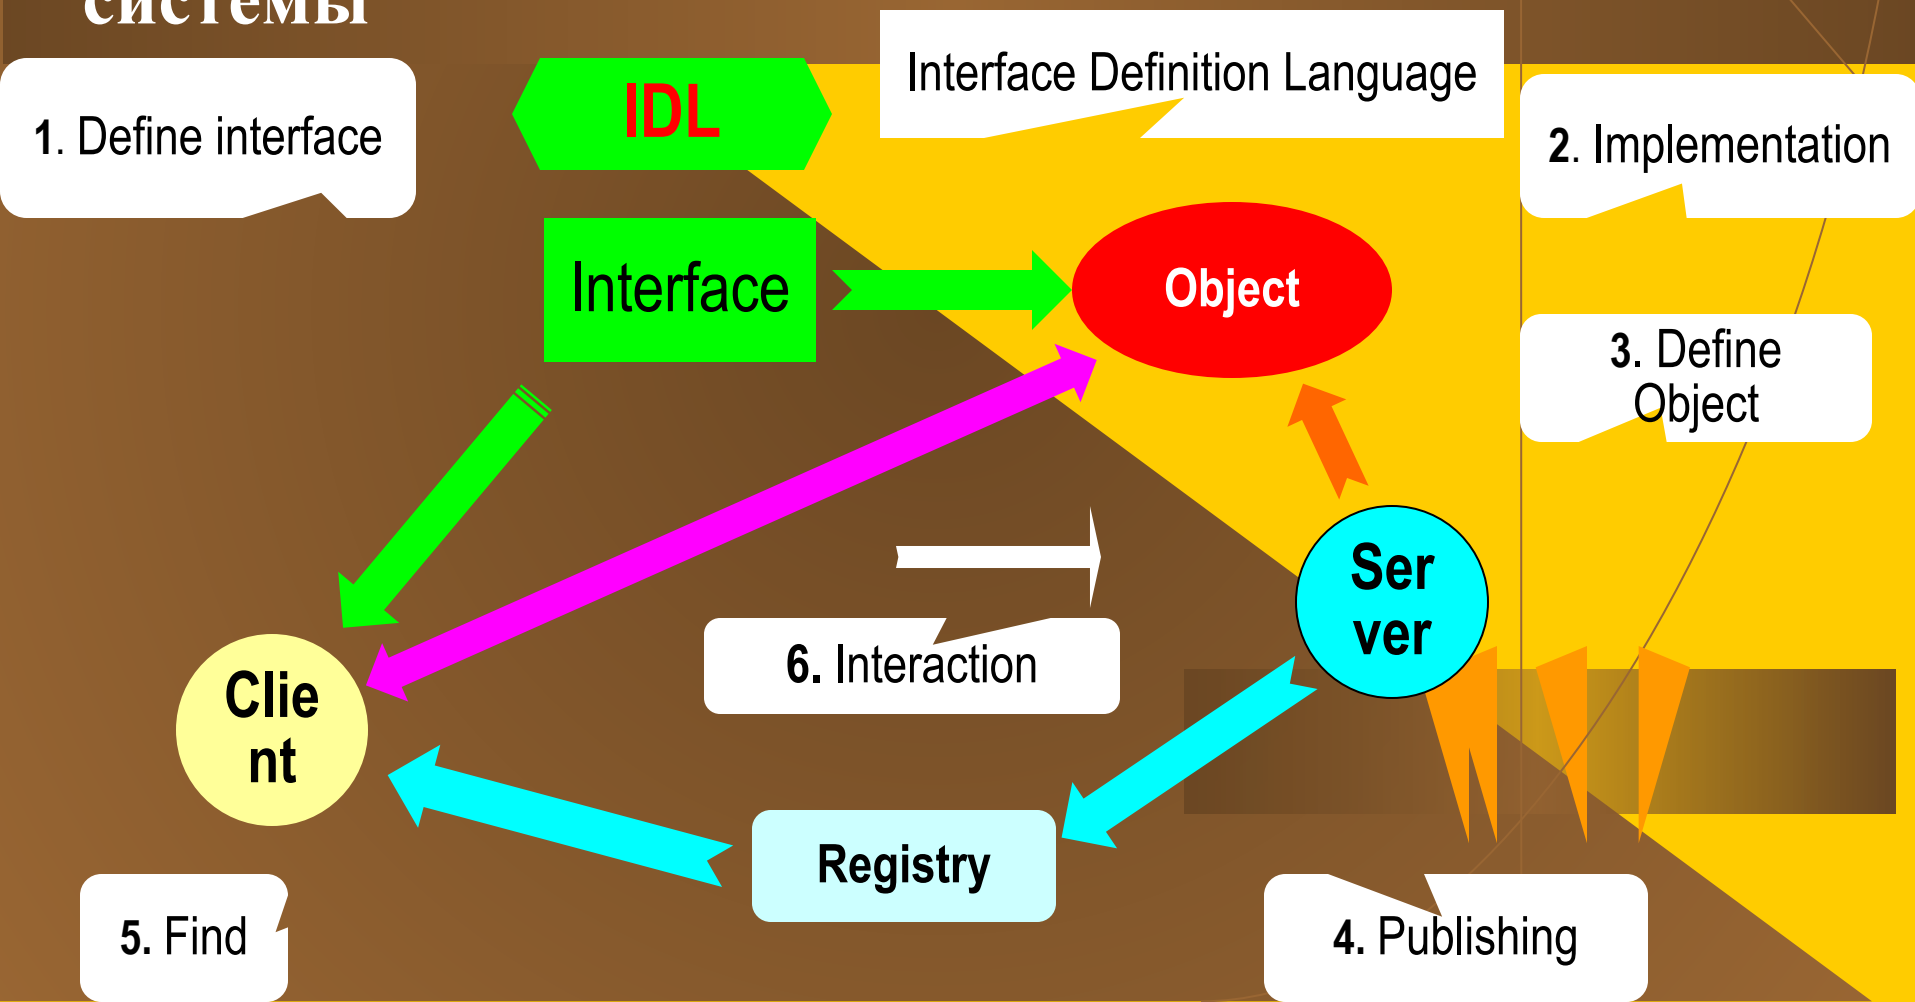 системы
Interface Definition Language
IDL
1. Define interface
2. Implementation
Interface
Object
3. Define
Object
Ser
ver
6. Interaction
Clie
nt
Registry
5. Find
4. Publishing